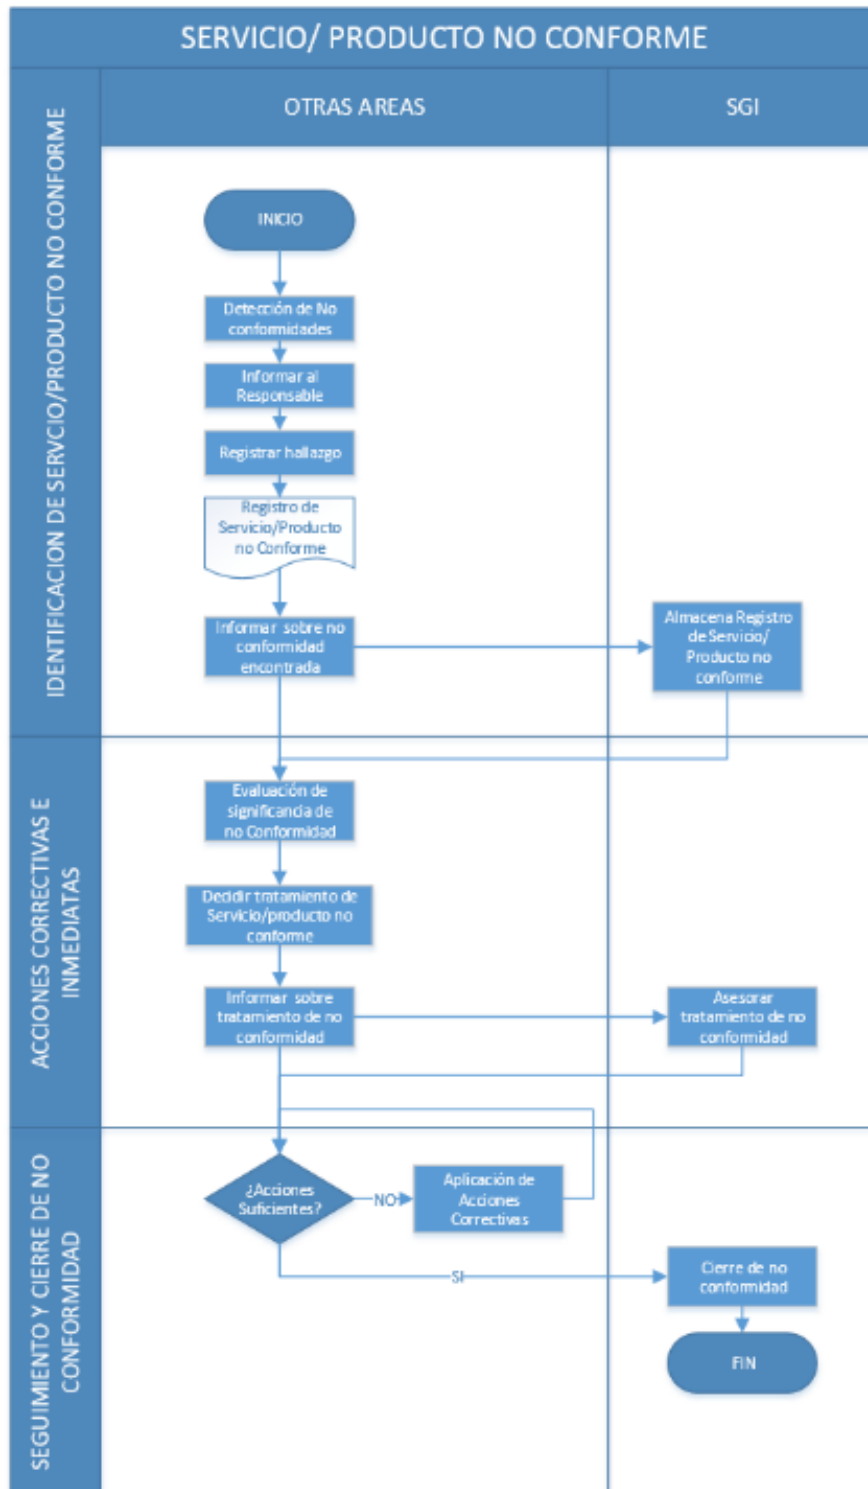 SERVICIO/ PRODUCTO NO CONFORME
OTRAS AREAS
SGI
IDENTIFICACION DE SERVCIO/PRODUCTO NO CONFORME
INICIO
Detección de No
conformidades
Informar al
Responsable
Registrar hallazgo
Registro de
Servicio/Producto
no Conforme
Informar sobre no
conformidad
encontrada
Almacena Registro
de Servicio/
Producto no
conforme
ACCIONES CORRECTIVAS E
INMEDIATAS
Evaluación de
significancia de
no Conformidad
Decidir tratamiento de
Servicio/producto no
conforme
Informar sobre
tratamiento de no
conformidad
Asesorar
tratamiento de no
conformidad
SEGUIMIENTO Y CIERRE DE NO
CONFORMIDAD
¿Acciones
Suficientes?
NO
Aplicación de
Acciones
Correctivas
SI
Cierre de no
conformidad
FIN